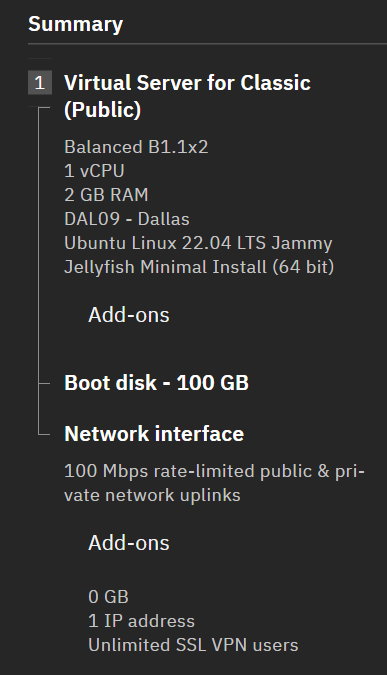 Summary
1 Virtual Server for Classic
(Public)
Balanced B1.1x2
1 vCPU
2 GB RAM
DAL09 - Dallas
Ubuntu Linux 22.04 LTS Jammy
Jellyfish Minimal Install (64 bit)
Add-ons
Boot disk - 100 GB
Network interface
100 Mbps rate-limited public & pri-
vate network uplinks
Add-ons
0 GB
1 IP address
Unlimited SSL VPN users